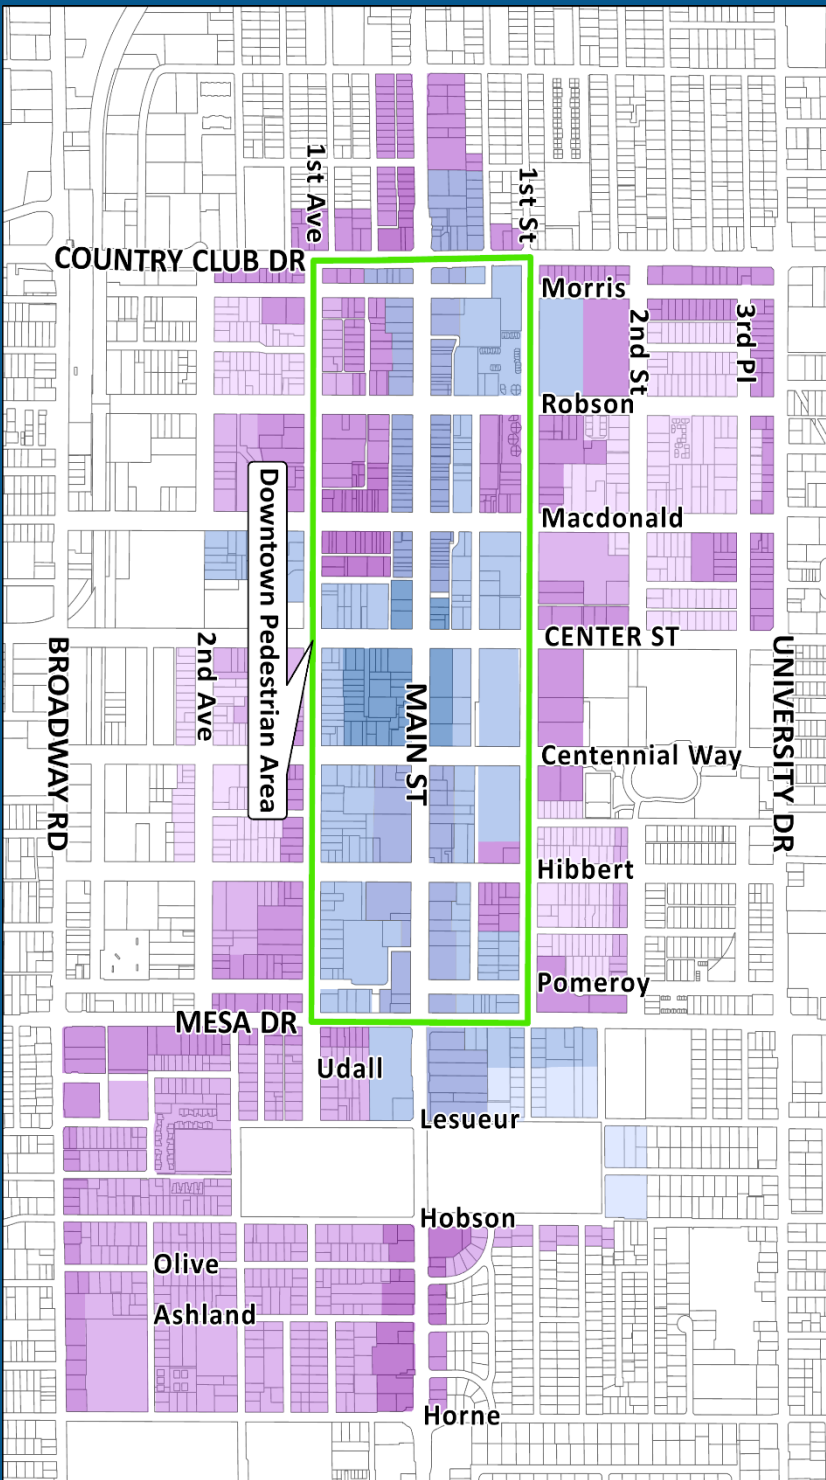 1st Ave
1st St
COUNTRY CLUB DR
Morris
2nd St
3rd Pl
Robson
Downtown Pedestrian Area
Macdonald
CENTER ST
BROADWAY RD
2nd Ave
MAIN ST
UNIVERSITY DR
Centennial Way
Hibbert
Pomeroy
MESA DR
Udall
Lesueur
Hobson
Olive
Ashland
Horne